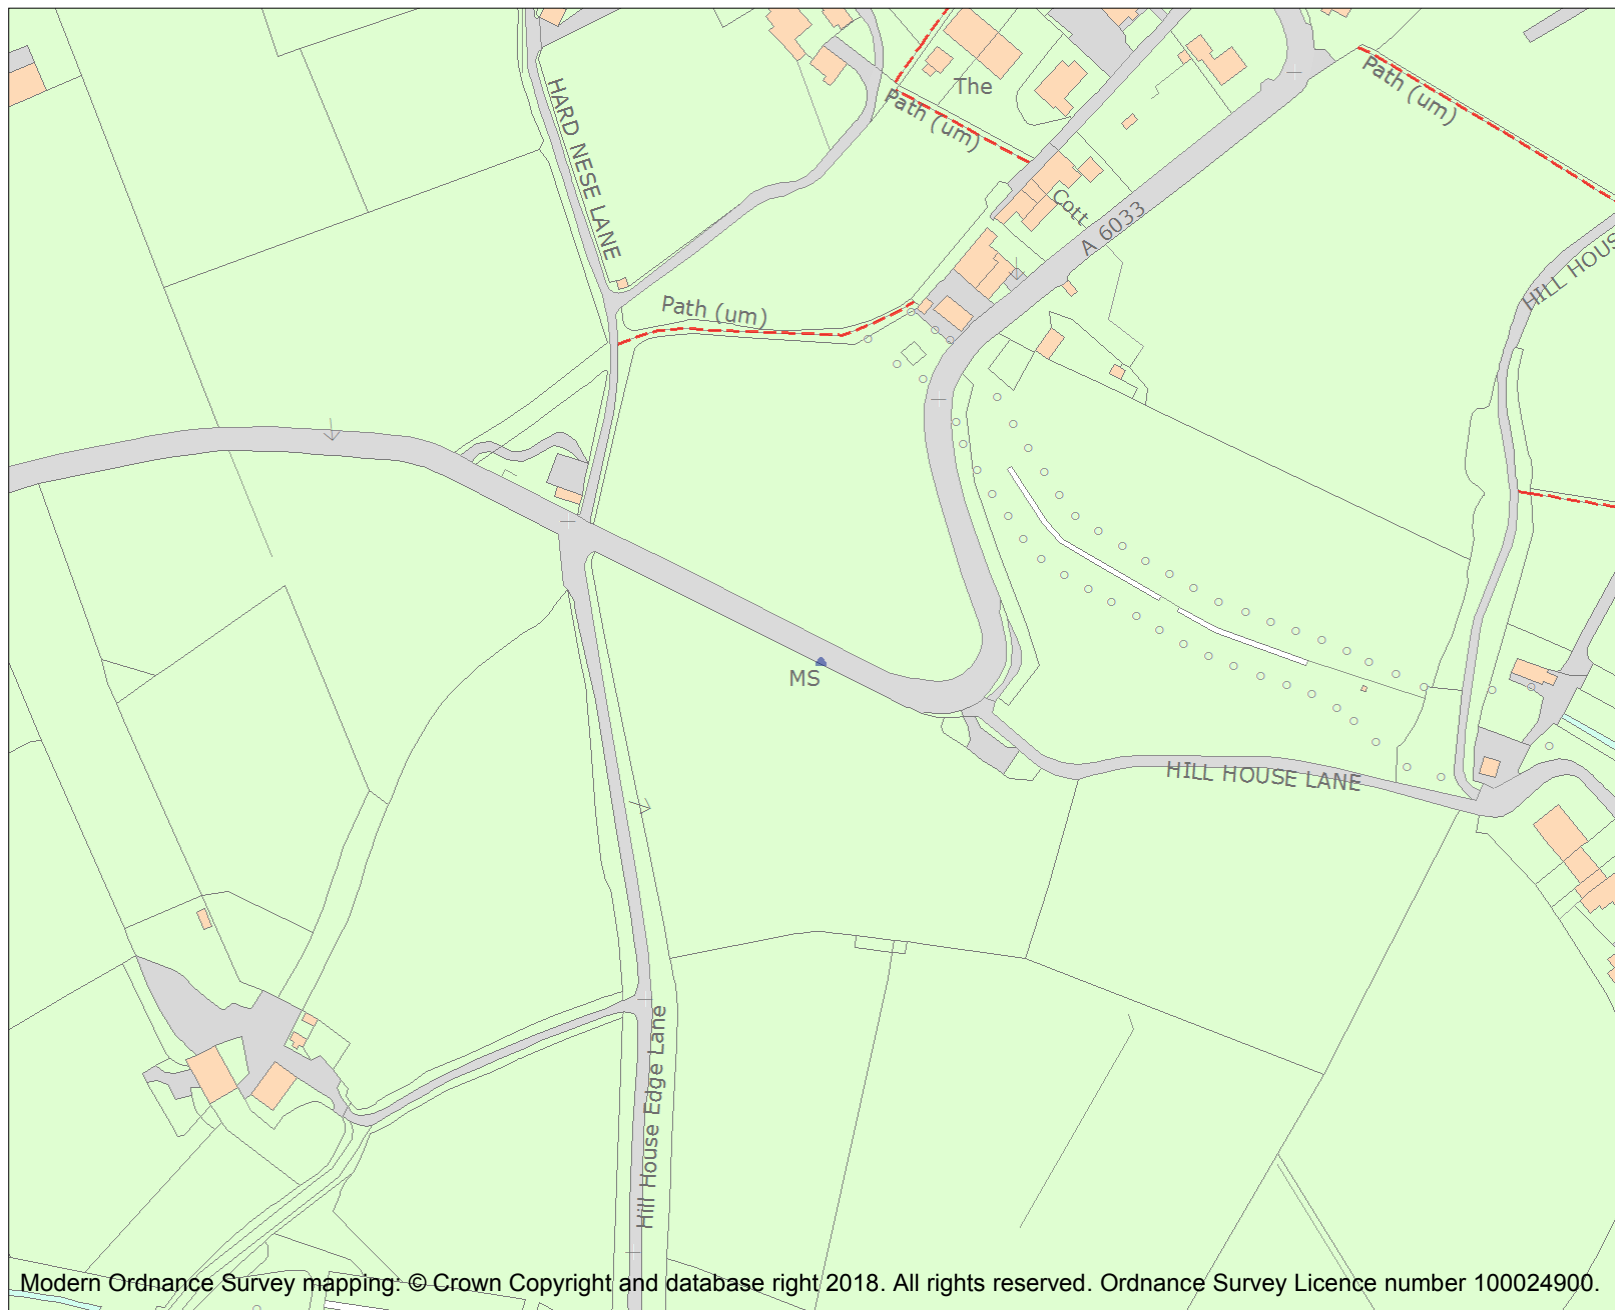 The
Path (um)
Path (um)
HARD NESE LANE
Cott
A 6033
HILL HOUS
Path (um)
MS
HILL HOUSE LANE
Hill House Edge Lane
Modern Ordnance Survey mapping: © Crown Copyright and database right 2018. All rights reserved. Ordnance Survey Licence number 100024900.